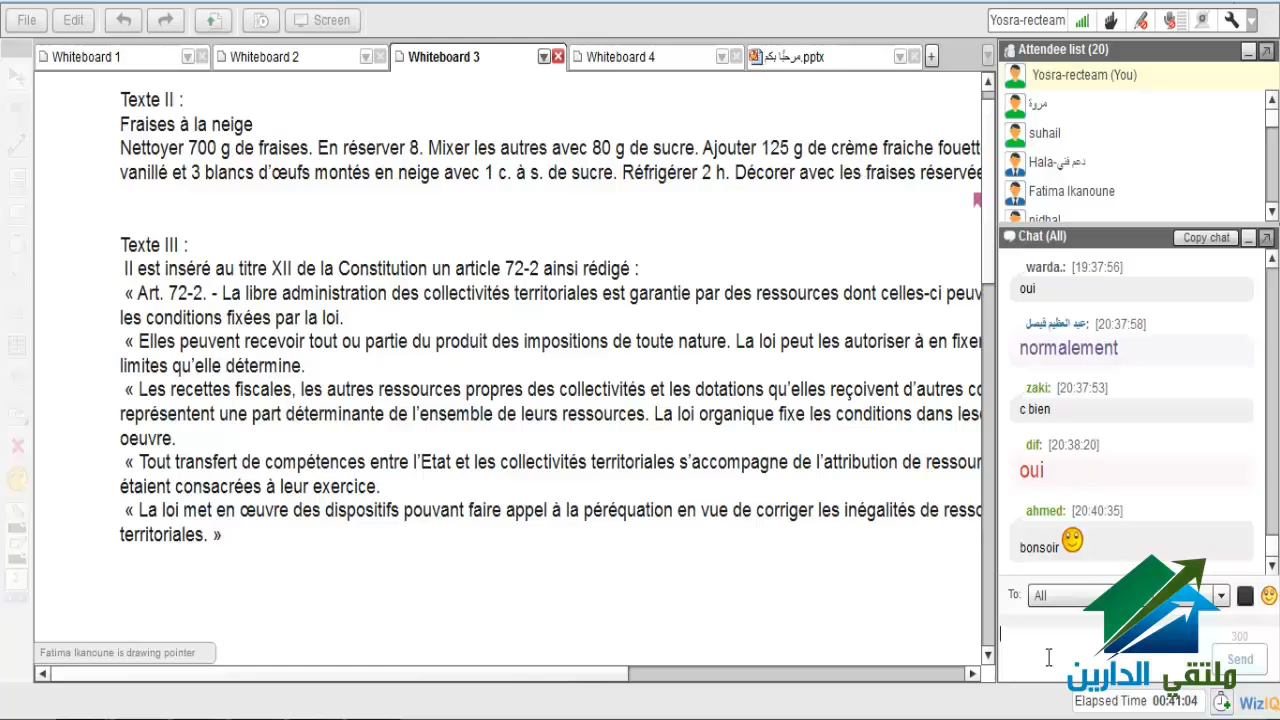 File Edit Screen Yosra-recteam
Whiteboard 1 Whiteboard 2 Whiteboard 3 Whiteboard 4 مرحبًا بكم.pptx
Texte II :
Fraises à la neige
Nettoyer 700 g de fraises. En réserver 8. Mixer les autres avec 80 g de sucre. Ajouter 125 g de crème fraiche fouett
vanillé et 3 blancs d’œufs montés en neige avec 1 c. à s. de sucre. Réfrigérer 2 h. Décorer avec les fraises réservée
Texte III :
Il est inséré au titre XII de la Constitution un article 72-2 ainsi rédigé :
« Art. 72-2. - La libre administration des collectivités territoriales est garantie par des ressources dont celles-ci peuv
les conditions fixées par la loi.
« Elles peuvent recevoir tout ou partie du produit des impositions de toute nature. La loi peut les autoriser à en fixer
limites qu’elle détermine.
« Les recettes fiscales, les autres ressources propres des collectivités et les dotations qu’elles reçoivent d’autres co
représentent une part déterminante de l’ensemble de leurs ressources. La loi organique fixe les conditions dans les
oeuvre.
« Tout transfert de compétences entre l’Etat et les collectivités territoriales s’accompagne de l’attribution de ressour
étaient consacrées à leur exercice.
« La loi met en œuvre des dispositifs pouvant faire appel à la péréquation en vue de corriger les inégalités de resso
territoriales. »
Fatima Ikanoune is drawing pointer
Attendee list (20)
Yosra-recteam (You)
مروة
suhail
Hala-دعم فني
Fatima Ikanoune
nidhal
Chat (All) Copy chat
warda.: [19:37:56]
oui
عبد العظيم فيصل: [20:37:58]
normalement
zaki: [20:37:53]
c bien
dif: [20:38:20]
oui
ahmed: [20:40:35]
bonsoir
To: All
300
Send
ملتقي الدارين
Elapsed Time 00:41:04 WizIQ